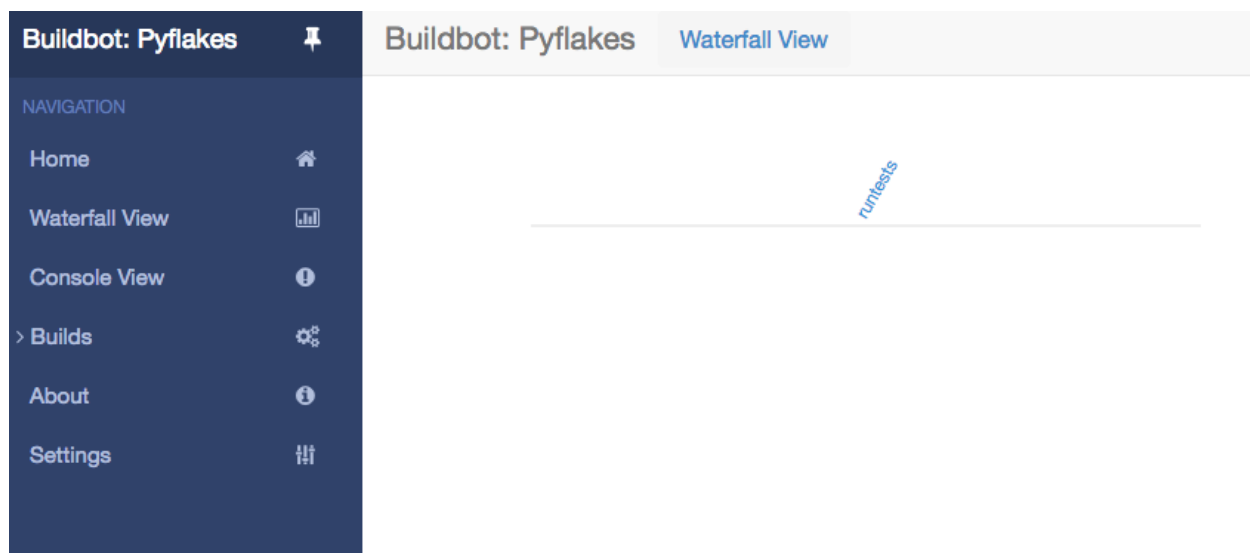 Buildbot: Pyflakes
NAVIGATION
Home
Waterfall View
Console View
> Builds
About
Settings
Buildbot: Pyflakes Waterfall View
runtests